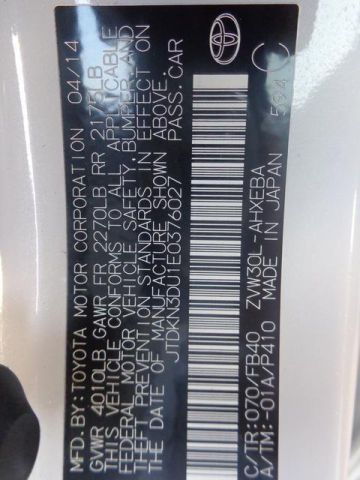 MFD. BY: TOYOTA MOTOR CORPORATION 04/14
GVWR 4010LB GAWR FR 2270LB RR 2175LB
THIS VEHICLE CONFORMS TO ALL APPLICABLE
FEDERAL MOTOR VEHICLE SAFETY, BUMPER, AND
THEFT PREVENTION STANDARDS IN EFFECT ON
THE DATE OF MANUFACTURE SHOWN ABOVE.
JTDKN3DU1E0376027 PASS.CAR
C/TR: 070/FB40 ZVW30L-AHXEBA
A/TM: -01A/P410 MADE IN JAPAN 594
C